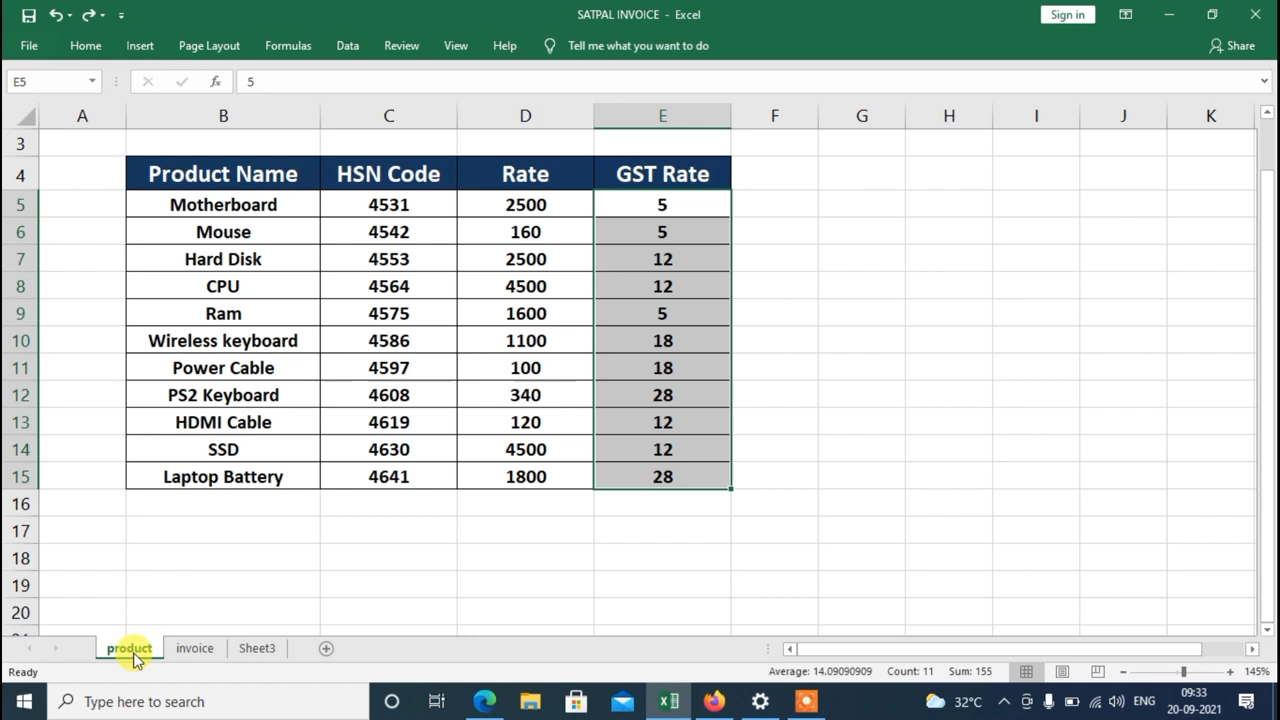 SATPAL INVOICE - Excel
Sign in
File Home Insert Page Layout Formulas Data Review View Help Tell me what you want to do Share
E5 fx 5
A B C D E F G H I J K
3
4 Product Name HSN Code Rate GST Rate
5 Motherboard 4531 2500 5
6 Mouse 4542 160 5
7 Hard Disk 4553 2500 12
8 CPU 4564 4500 12
9 Ram 4575 1600 5
10 Wireless keyboard 4586 1100 18
11 Power Cable 4597 100 18
12 PS2 Keyboard 4608 340 28
13 HDMI Cable 4619 120 12
14 SSD 4630 4500 12
15 Laptop Battery 4641 1800 28
16
17
18
19
20
product invoice Sheet3
Ready Average: 14.09090909 Count: 11 Sum: 155 145%
Type here to search 32°C ENG 09:33
20-09-2021